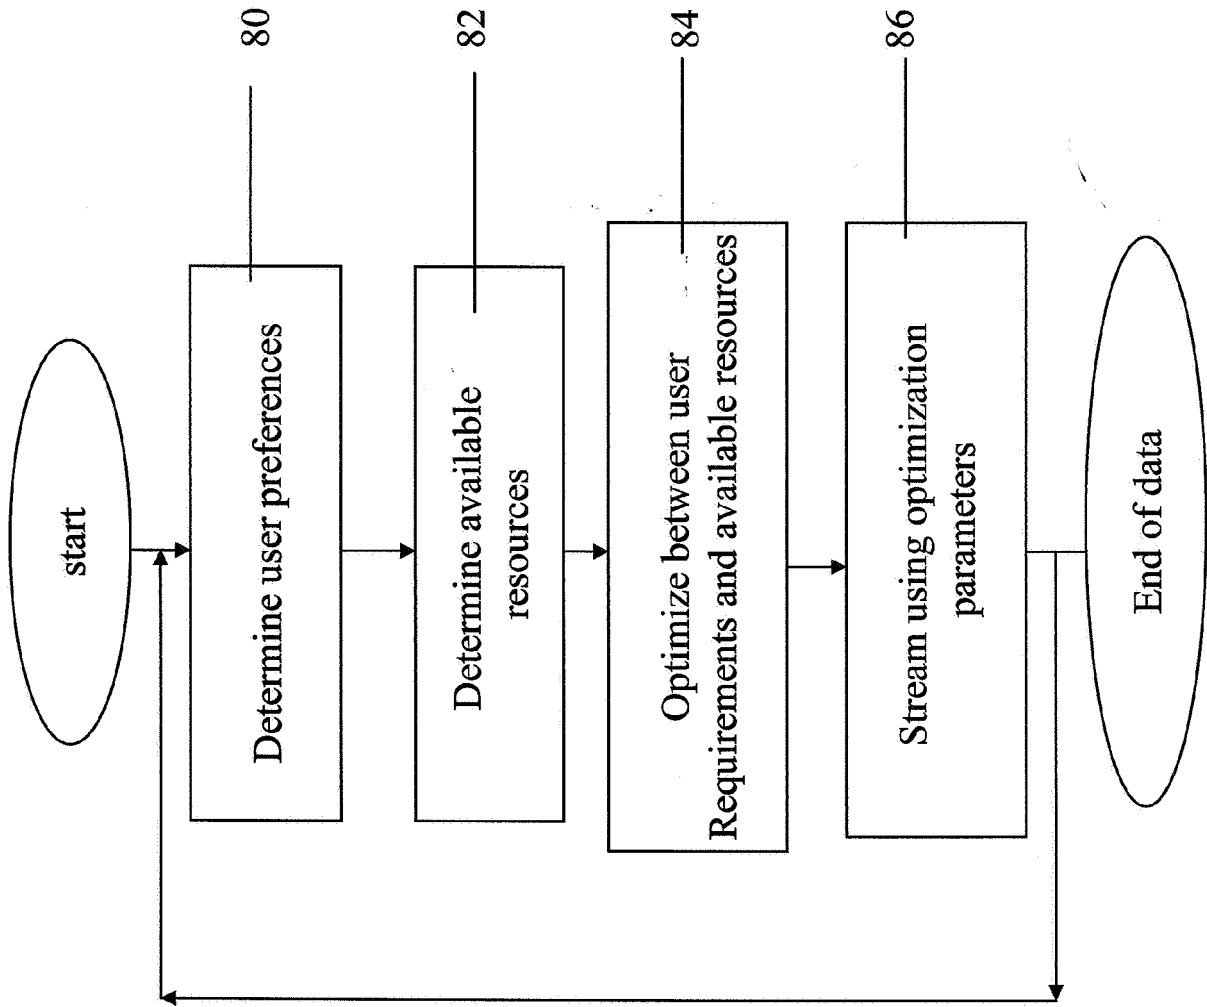 start
Determine user preferences
80
Determine available
resources
82
Optimize between user
Requirements and available resources
84
Stream using optimization
parameters
86
End of data